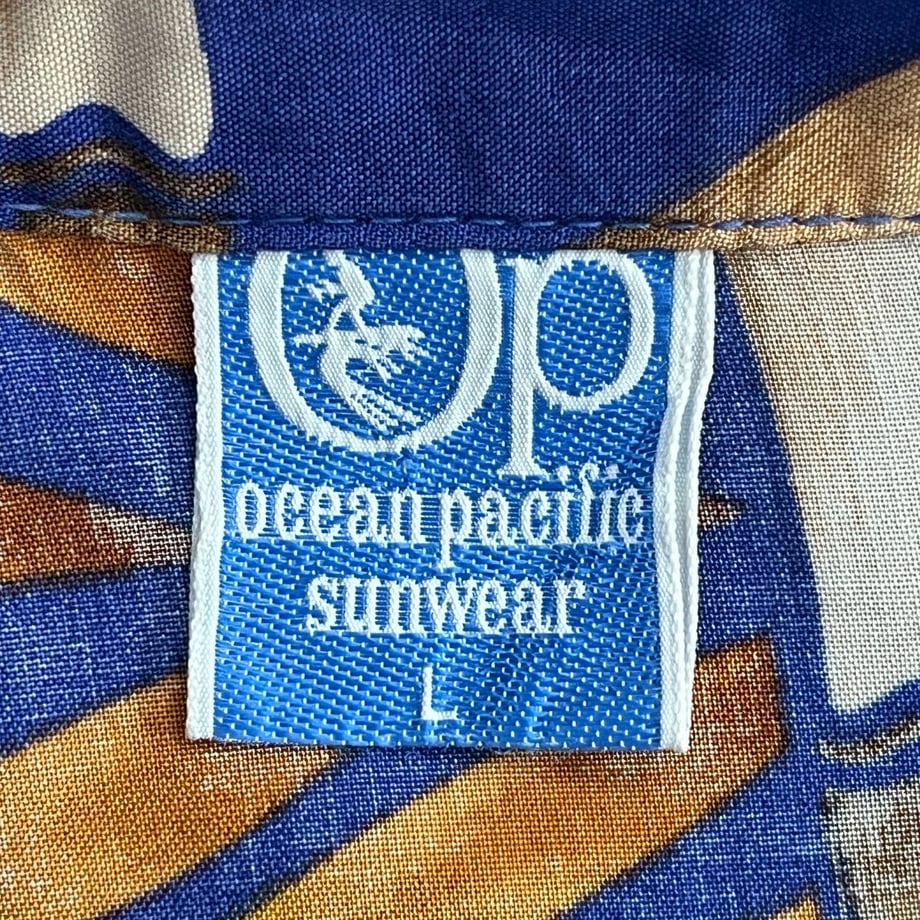 Op
ocean pacific
sunwear
L